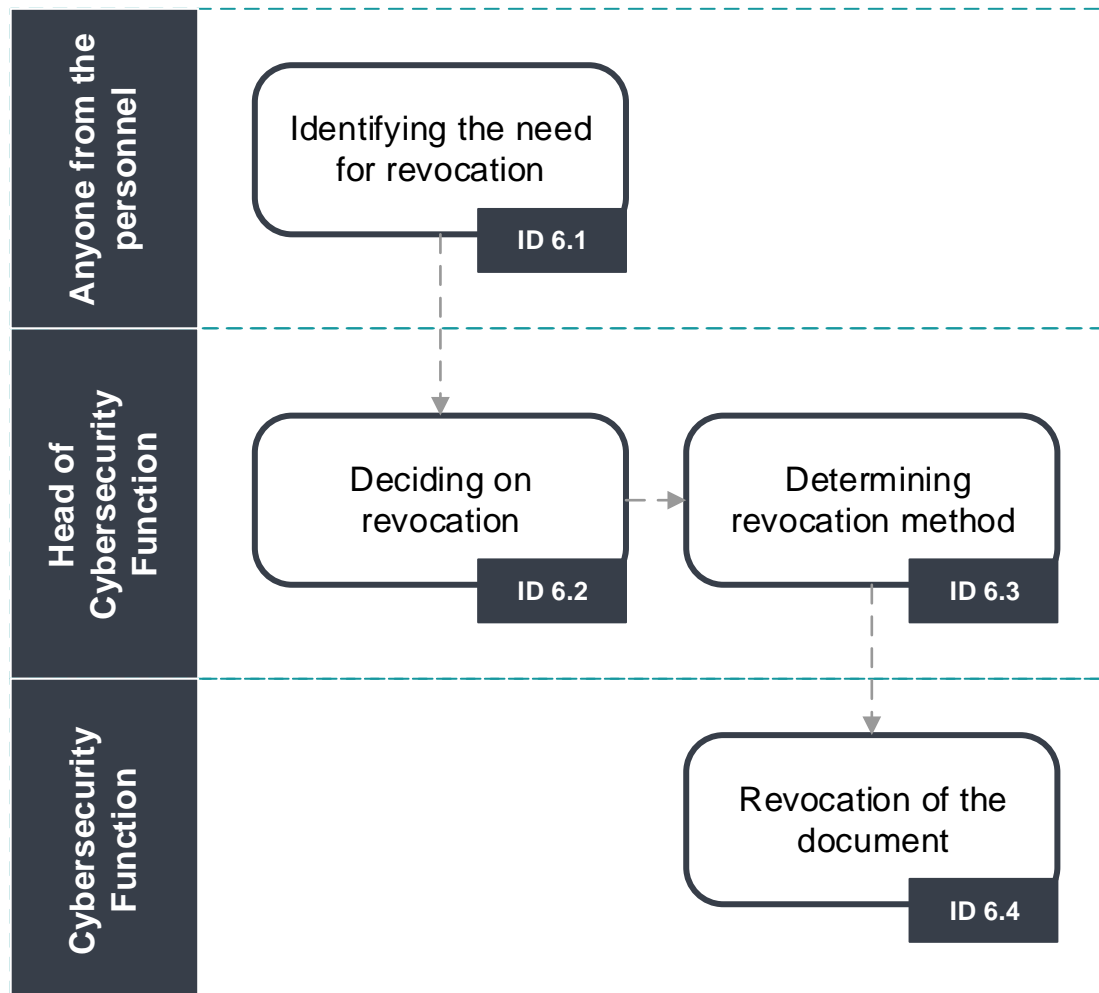 Anyone from the
personnel
Identifying the need
for revocation
ID 6.1
Head of
Cybersecurity
Function
Deciding on
revocation
ID 6.2
Determining
revocation method
ID 6.3
Cybersecurity
Function
Revocation of the
document
ID 6.4